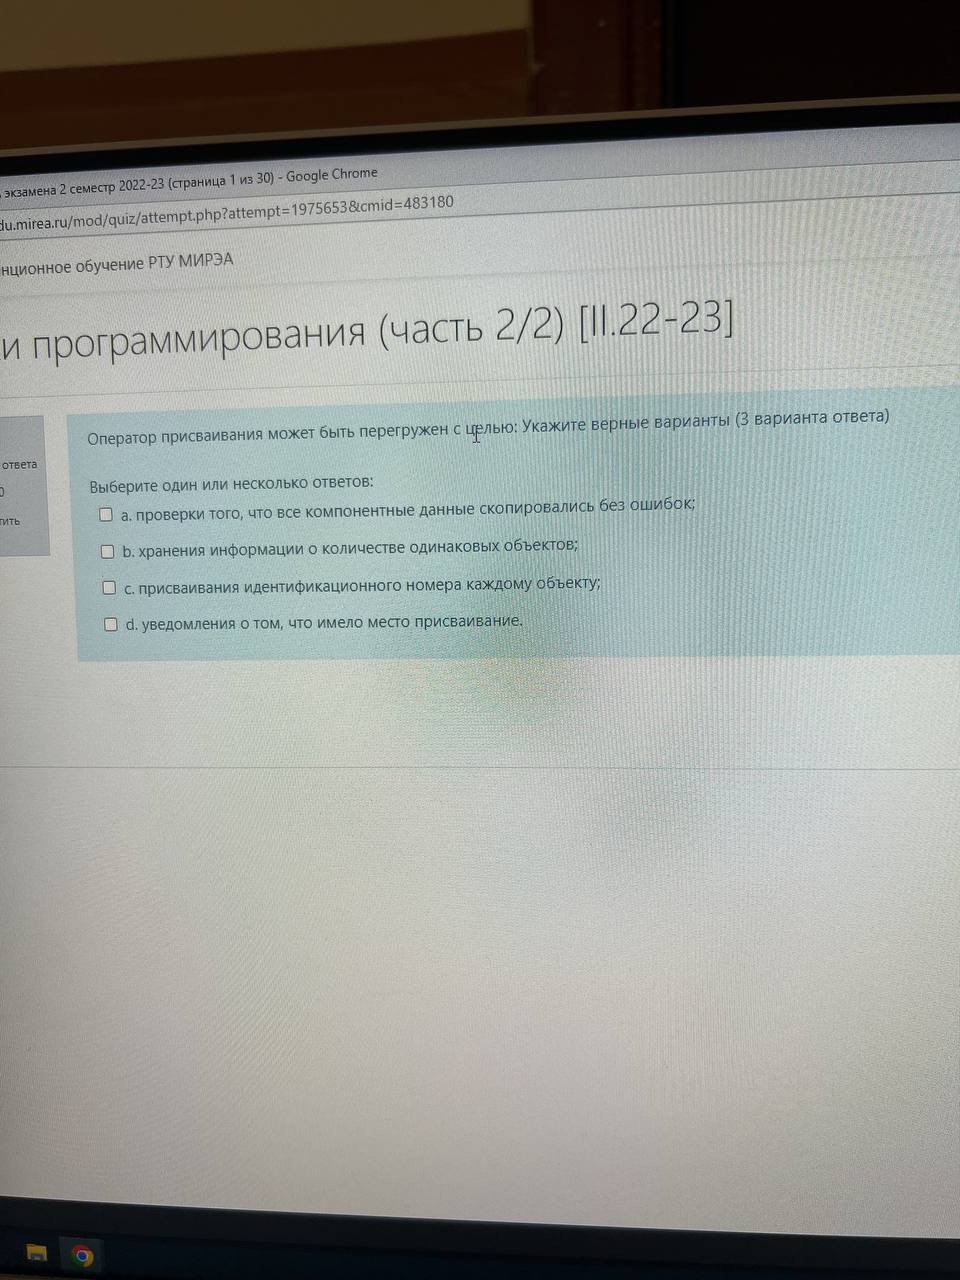 экзамена 2 семестр 2022-23 (страница 1 из 30) - Google Chrome
du.mirea.ru/mod/quiz/attempt.php?attempt=1975653&cmid=483180
нционное обучение РТУ МИРЭА
и программирования (часть 2/2) [II.22-23]
ответа
0
тить
Оператор присваивания может быть перегружен с целью: Укажите верные варианты (3 варианта ответа)
Выберите один или несколько ответов:
a. проверки того, что все компонентные данные скопировались без ошибок;
b. хранения информации о количестве одинаковых объектов;
c. присваивания идентификационного номера каждому объекту;
d. уведомления о том, что имело место присваивание.